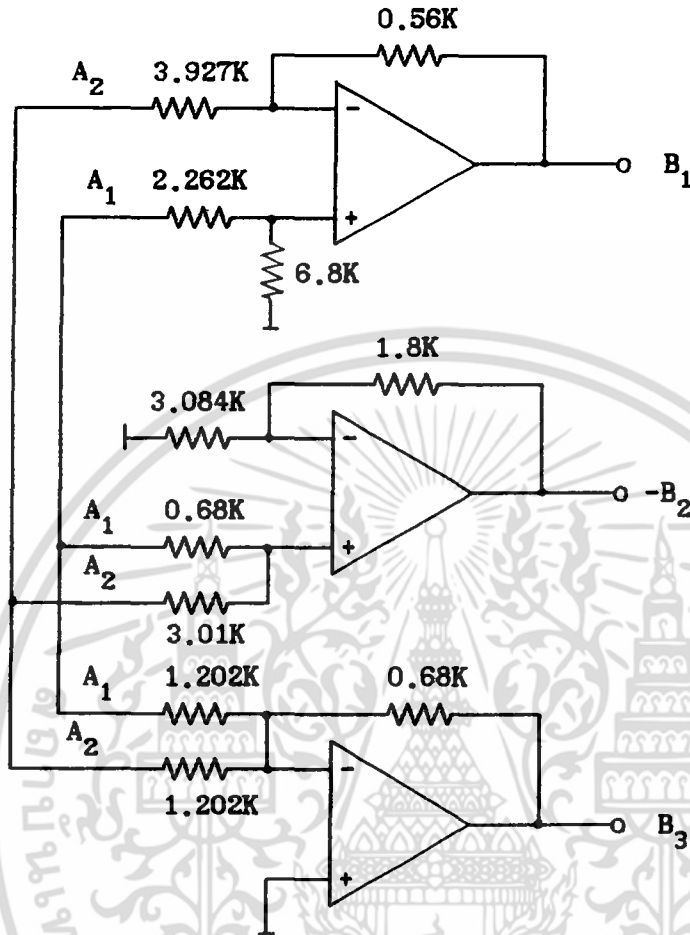 0.56K
A₂ 3.927K
-
B₁
A₁ 2.262K
+
6.8K
1.8K
3.084K
-
-B₂
A₁ 0.68K
+
A₂
3.01K
A₁ 1.202K 0.68K
A₂
-
1.202K
B₃
+